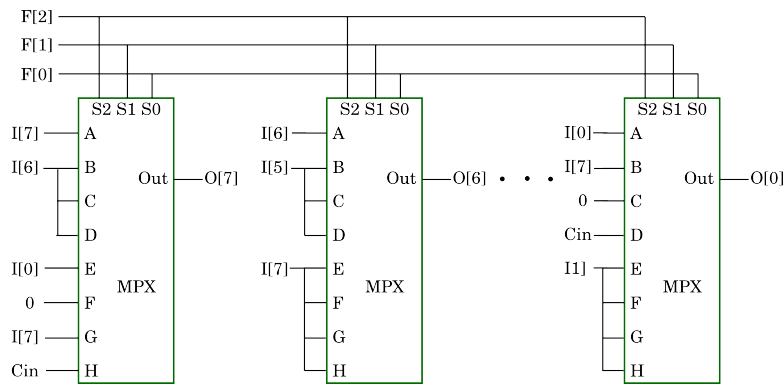 F[2]
F[1]
F[0]
S2 S1 S0
S2 S1 S0
S2 S1 S0
I[7] A
I[6] B
C
D
I[0] E
0 F
I[7] G
Cin H
MPX
Out O[7]
I[6] A
I[5] B
C
D
I[7] E
F
G
H
MPX
Out O[6]
. . .
I[0] A
I[7] B
0 C
Cin D
I1] E
F
G
H
MPX
Out O[0]